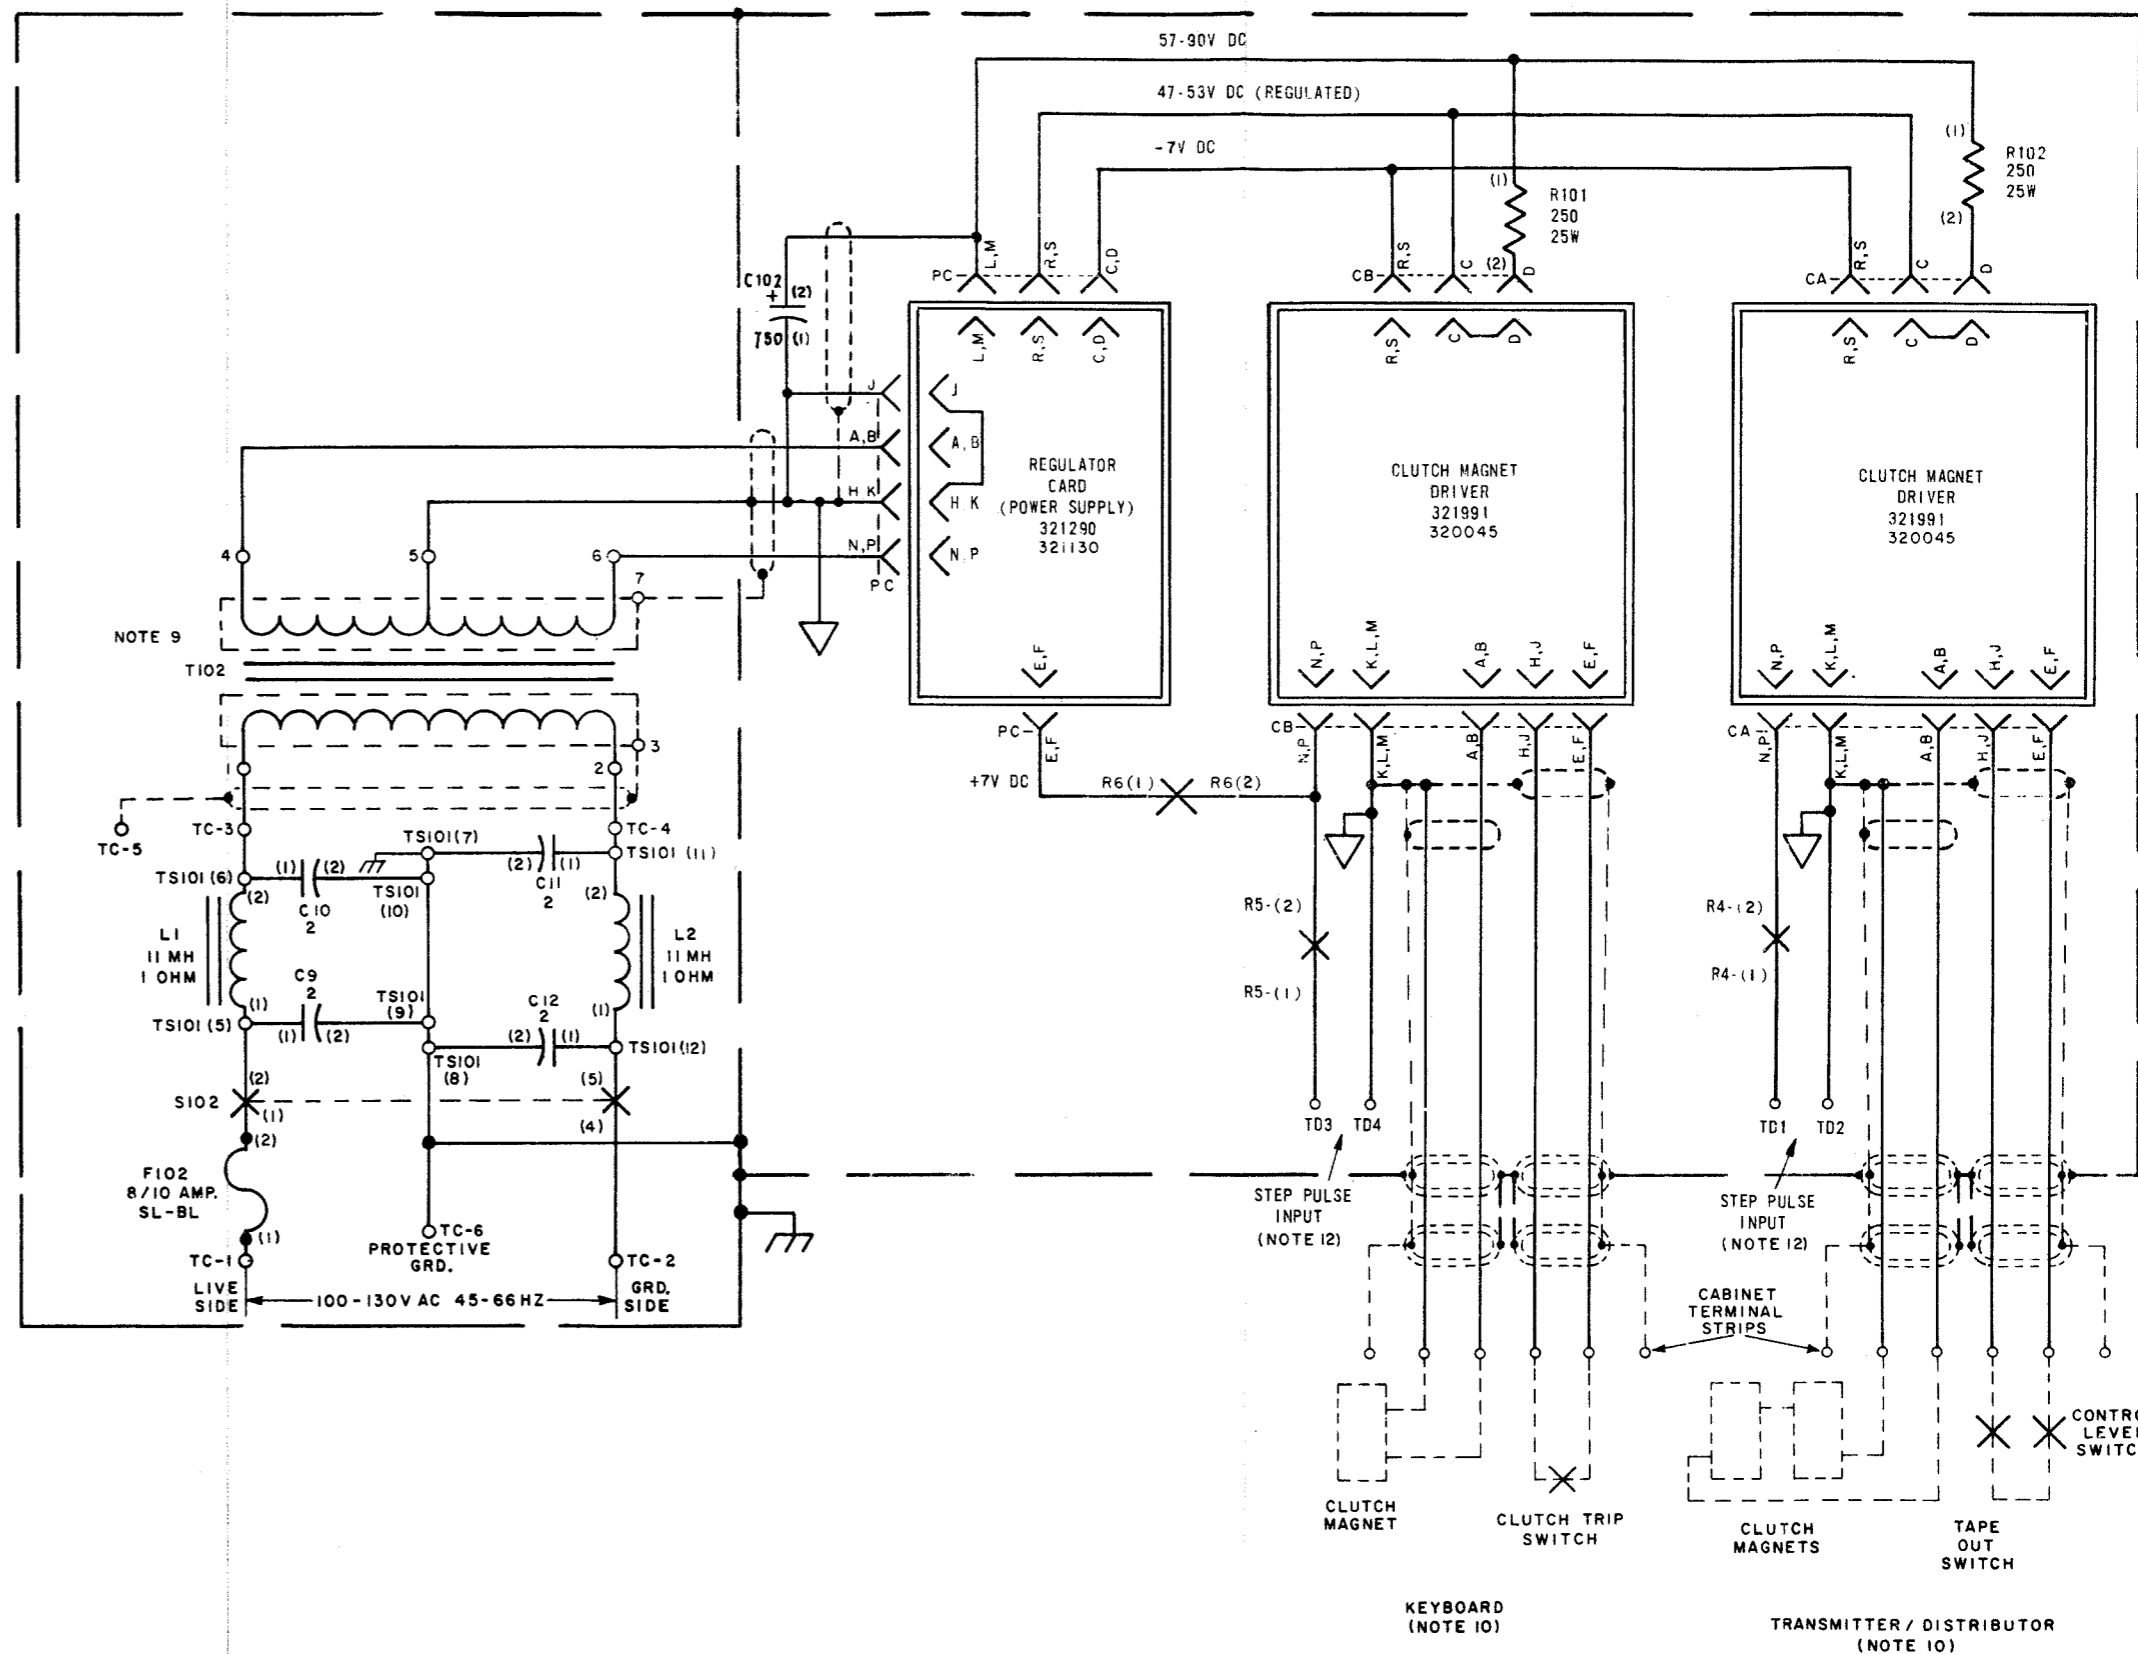 57-90V DC
47-53V DC (REGULATED)
-7V DC
(1)
R102
250
25W
(2)
(1)
R101
250
25W
(2)
L,M
R,S
C,D
PC
CB
R,S
C
D
CA
R,S
C
D
C102
+
(2)
750
(1)
L,M
R,S
C,D
R,S
C
D
R,S
C
D
J
J
A,B
A,B
H K
H K
N,P
N P
PC
REGULATOR
CARD
(POWER SUPPLY)
321290
321130
CLUTCH MAGNET
DRIVER
321991
320045
CLUTCH MAGNET
DRIVER
321991
320045
4
5
6
7
NOTE 9
T102
E,F
N,P
K,L,M
A,B
H,J
E,F
N,P
K,L,M
A,B
H,J
E,F
3
2
PC
E,F
CB
N,P
K,L,M
A,B
H,J
E,F
CA
N,P
K,L,M
A,B
H,J
E,F
+7V DC
R6(1)
R6(2)
TC-5
TC-3
TS101(7)
TC-4
TS101 (11)
(2)
(1)
C11
2
TS101(6)
(1)
(2)
C10
2
TS101
(10)
(2)
(2)
L1
11 MH
1 OHM
L2
11 MH
1 OHM
C9
2
TS101
(9)
C12
2
(1)
(1)
TS101(5)
(1)
(2)
(2)
(1)
TS101(12)
TS101
(8)
R5-(2)
R5-(1)
R4-(2)
R4-(1)
(2)
(5)
S102
(1)
(4)
(2)
F102
8/10 AMP.
SL-BL
(1)
TC-1
TC-6
PROTECTIVE
GRD.
TC-2
LIVE
SIDE
100-130V AC 45-66HZ
GRD.
SIDE
TD3
TD4
TD1
TD2
STEP PULSE
INPUT
(NOTE 12)
STEP PULSE
INPUT
(NOTE 12)
CABINET
TERMINAL
STRIPS
CLUTCH
MAGNET
CLUTCH TRIP
SWITCH
CLUTCH
MAGNETS
TAPE
OUT
SWITCH
CONTRO
LEVE
SWITC
KEYBOARD
(NOTE 10)
TRANSMITTER/ DISTRIBUTOR
(NOTE 10)